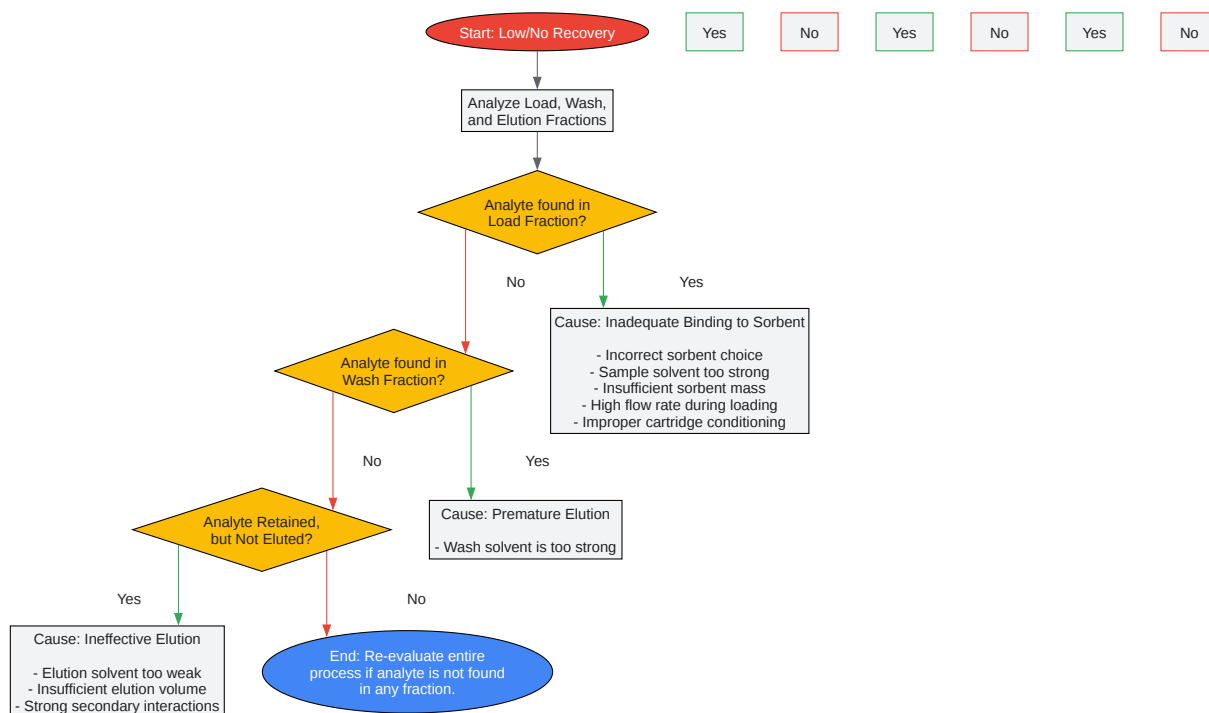 Start: Low/No Recovery
Yes
No
Yes
No
Yes
No
Analyze Load, Wash,
and Elution Fractions
Analyte found in
Load Fraction?
No
Yes
Cause: Inadequate Binding to Sorbent
- Incorrect sorbent choice
- Sample solvent too strong
- Insufficient sorbent mass
- High flow rate during loading
- Improper cartridge conditioning
Analyte found in
Wash Fraction?
No
Yes
Cause: Premature Elution
- Wash solvent is too strong
Analyte Retained,
but Not Eluted?
Yes
No
Cause: Ineffective Elution
- Elution solvent too weak
- Insufficient elution volume
- Strong secondary interactions
End: Re-evaluate entire
process if analyte is not found
in any fraction.